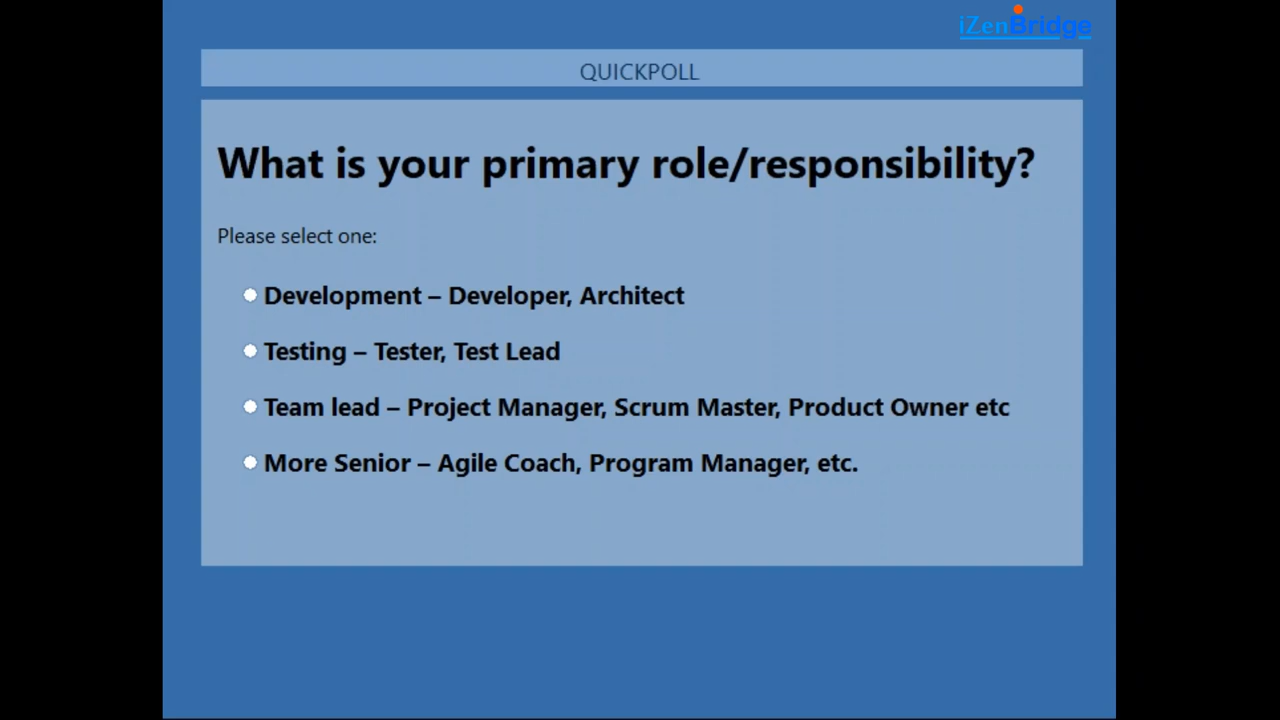 iZenBridge
QUICKPOLL
What is your primary role/responsibility?
Please select one:
Development – Developer, Architect
Testing – Tester, Test Lead
Team lead – Project Manager, Scrum Master, Product Owner etc
More Senior – Agile Coach, Program Manager, etc.